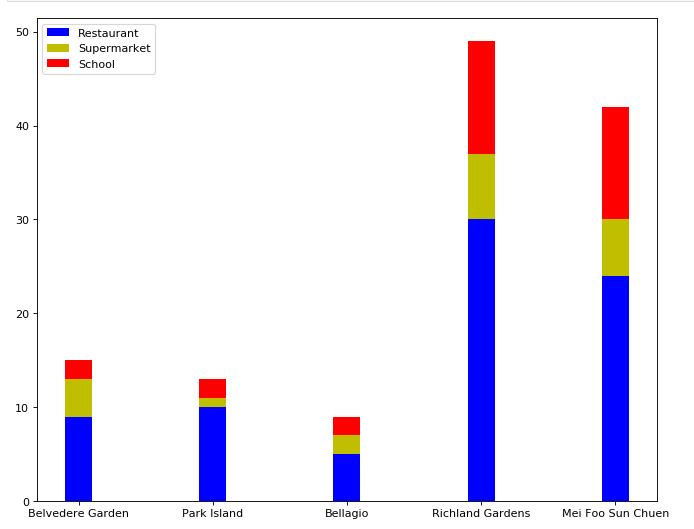 Restaurant
Supermarket
School
50
40
30
20
10
0
Belvedere Garden Park Island Bellagio Richland Gardens Mei Foo Sun Chuen